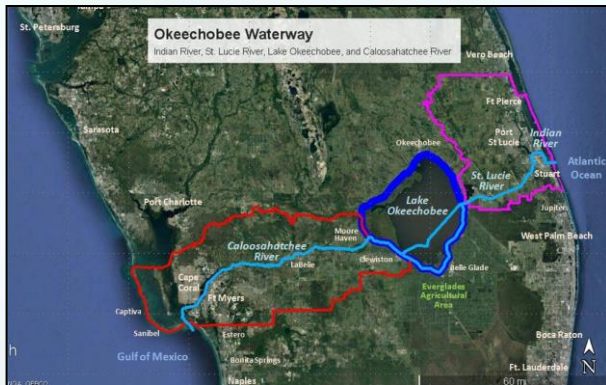 St. Petersburg
Okeechobee Waterway
Indian River, St. Lucie River, Lake Okeechobee, and Caloosahatchee River
Vero Beach
Sarasota
Okeechobee
Ft Pierce
Port
St Lucie
Indian
River
Atlantic
Ocean
St. Lucie
River
Stuart
Port Charlotte
Lake
Okeechobee
Jupiter
Moore
Haven
Caloosahatchee
River
LaBelle
Clewiston
West Palm Beach
Belle Glade
Cape
Coral
Ft Myers
Everglades
Agricultural
Area
Captiva
Sanibel
Estero
Gulf of Mexico
Bonita Springs
Boca Raton
h
N
Naples
Ft. Lauderdale
60 mi